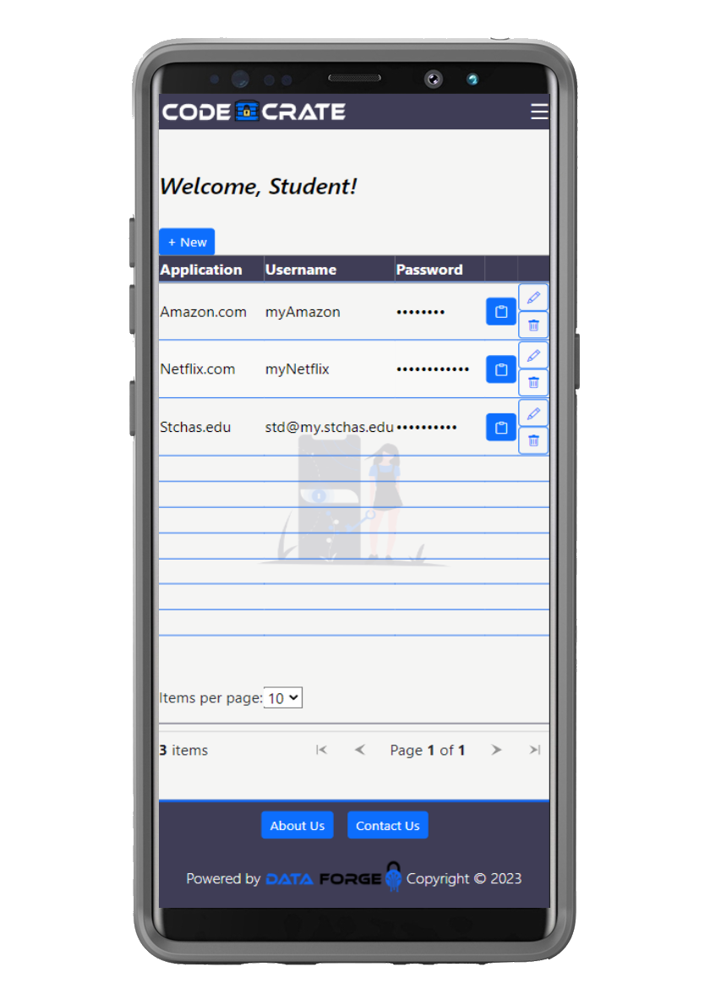 CODE CRATE
Welcome, Student!
+ New
Application Username Password
Amazon.com myAmazon ••••••••
Netflix.com myNetflix ••••••••••••
Stchas.edu std@my.stchas.edu ••••••••••
Items per page: 10
3 items Page 1 of 1
About Us Contact Us
Powered by DATA FORGE Copyright © 2023